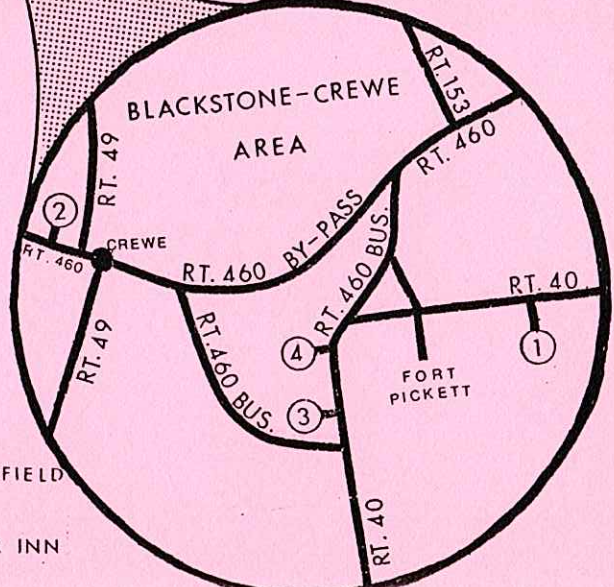 BLACKSTONE-CREWE
AREA
RT. 153
RT. 460
RT. 49
2
RT. 460
CREWE
RT. 460
BY-PASS
RT. 460 BUS.
RT. 40
1
4
FORT
PICKETT
RT. 49
RT. 460 BUS.
3
RT. 40
FIELD
INN